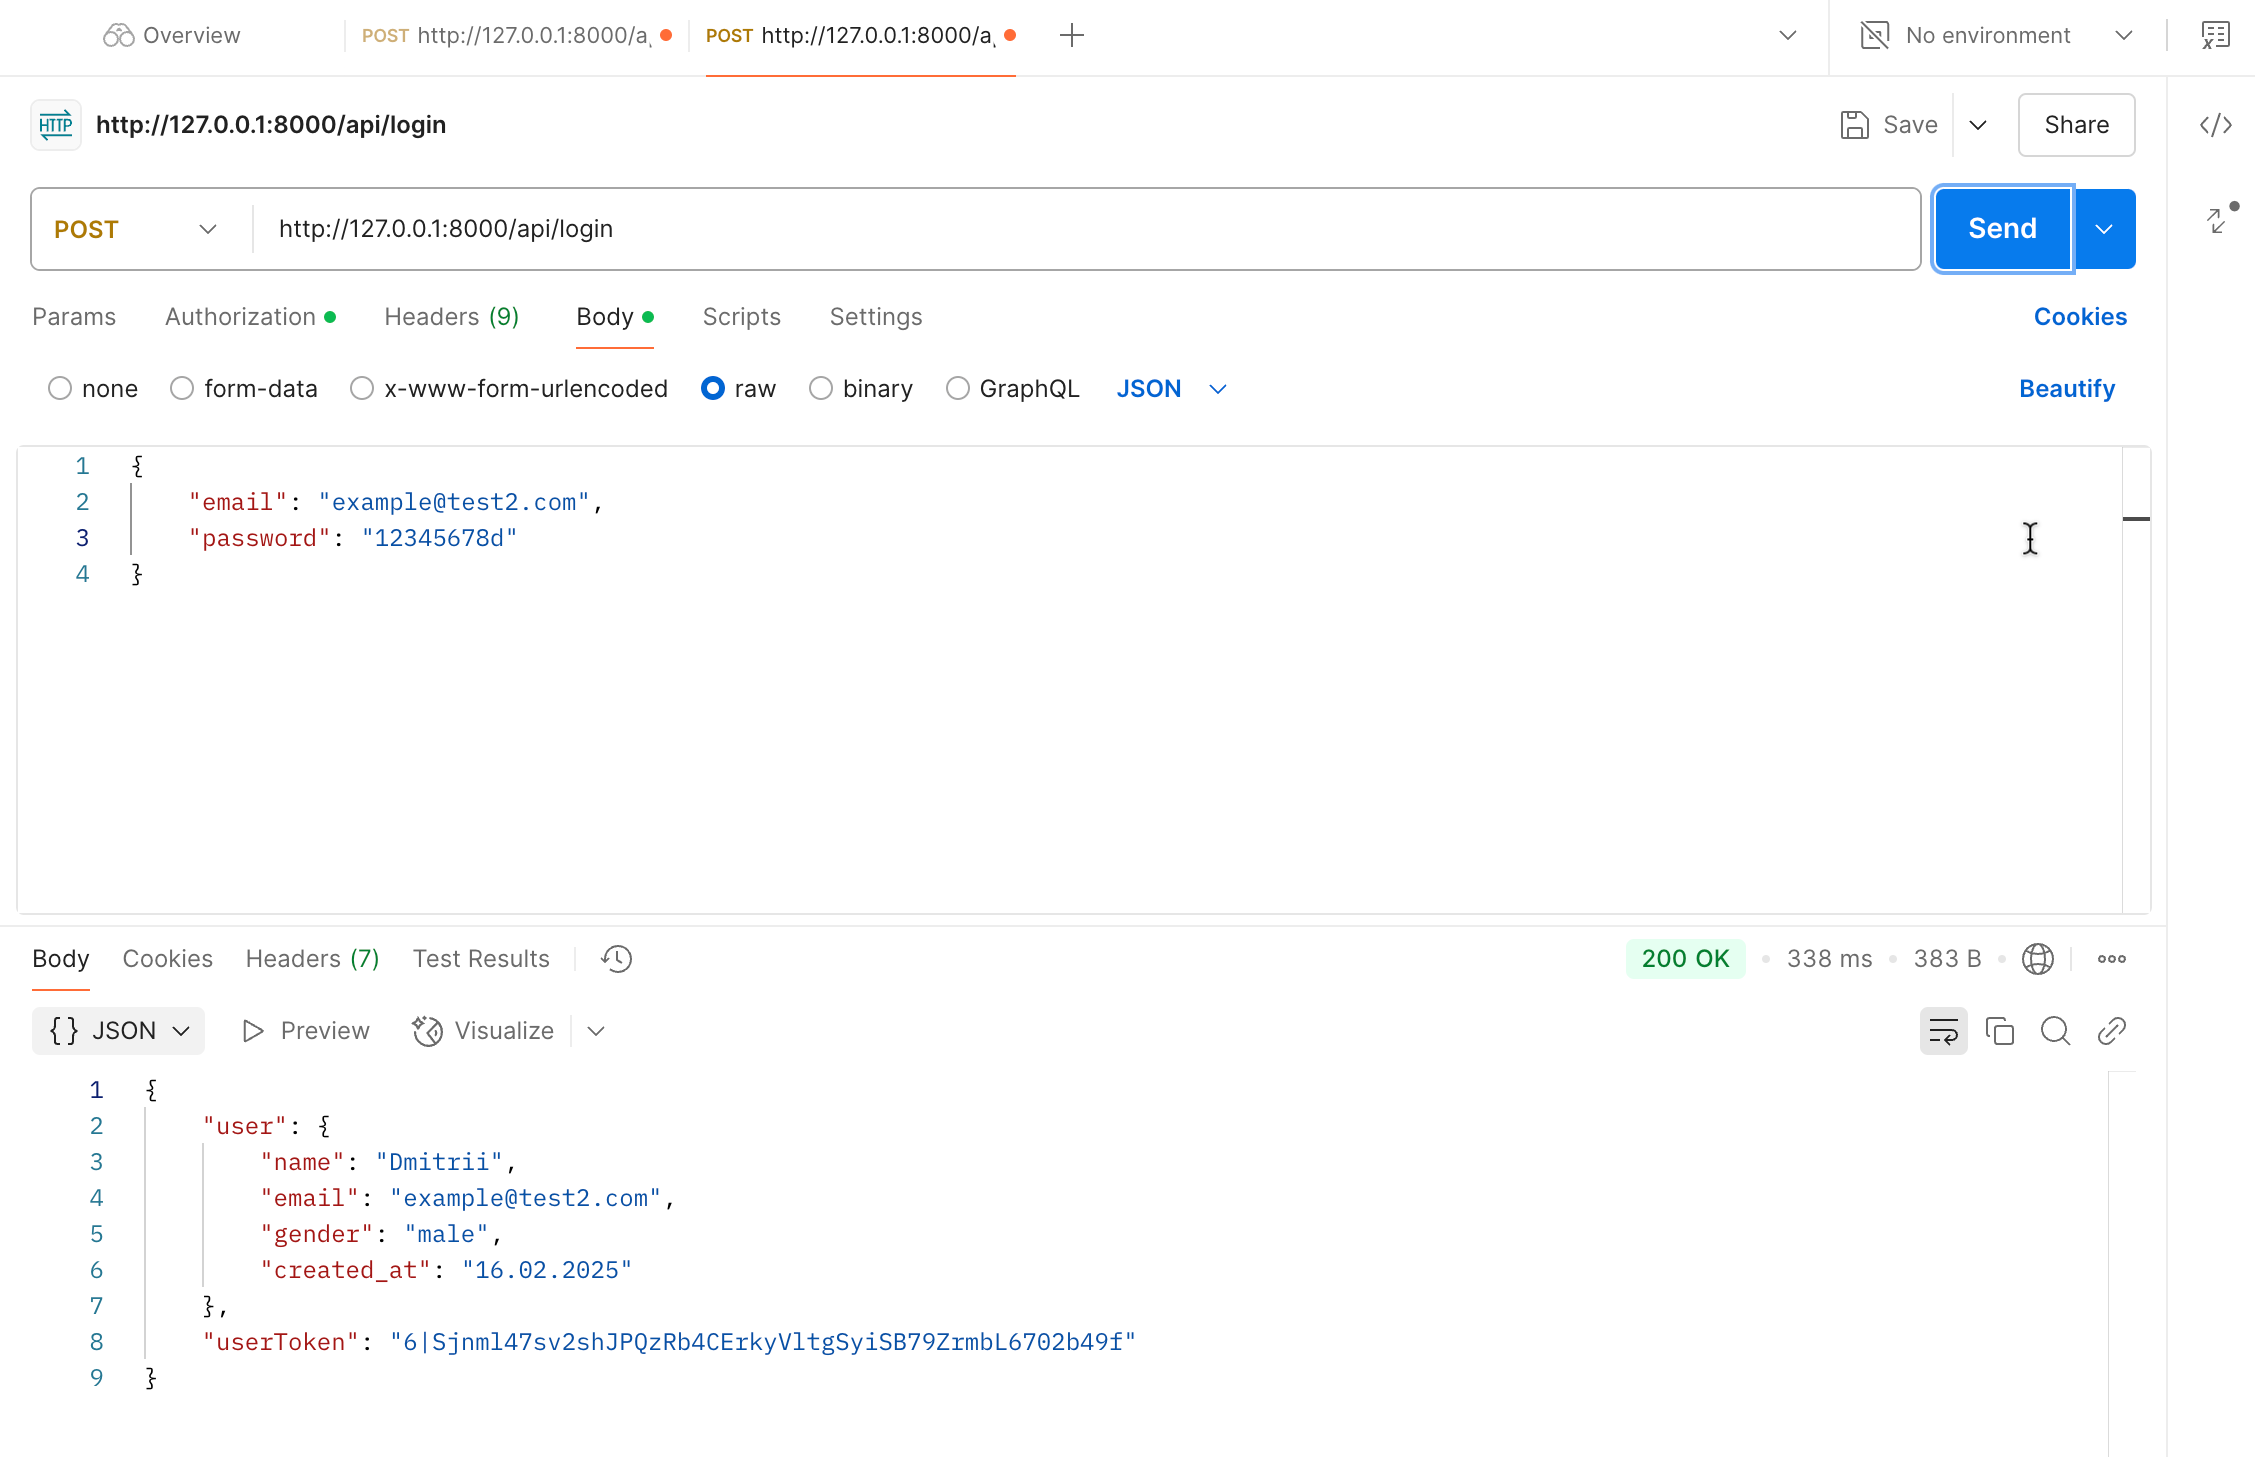 Overview
POST http://127.0.0.1:8000/a
POST http://127.0.0.1:8000/a
No environment
HTTP http://127.0.0.1:8000/api/login
Save
Share
POST http://127.0.0.1:8000/api/login
Send
Params Authorization Headers (9) Body Scripts Settings
Cookies
none form-data x-www-form-urlencoded raw binary GraphQL JSON
Beautify
1 {
2 "email": "example@test2.com",
3 "password": "12345678d"
4 }
Body Cookies Headers (7) Test Results
200 OK 338 ms 383 B
{ } JSON Preview Visualize
1 {
2 "user": {
3 "name": "Dmitrii",
4 "email": "example@test2.com",
5 "gender": "male",
6 "created_at": "16.02.2025"
7 },
8 "userToken": "6|Sjnml47sv2shJPQzRb4CErkyVltgSyiSB79ZrmbL6702b49f"
9 }